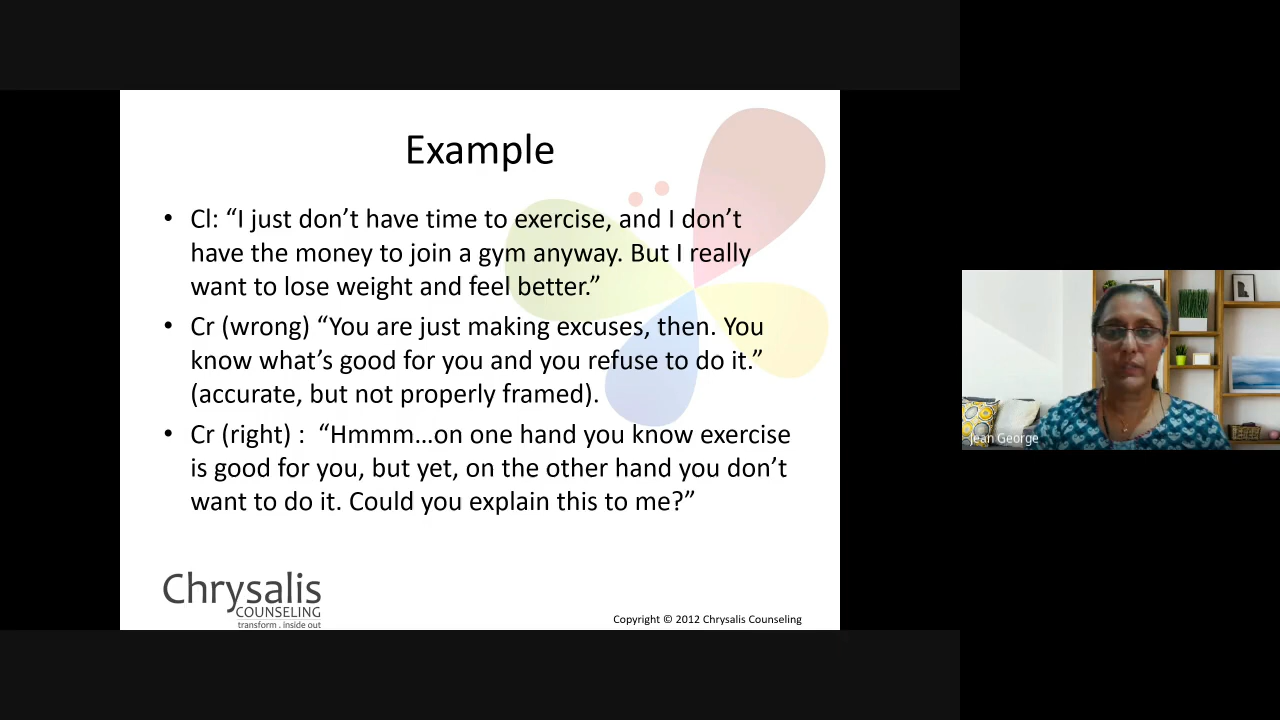 Example
• Cl: “I just don’t have time to exercise, and I don’t
have the money to join a gym anyway. But I really
want to lose weight and feel better.”
• Cr (wrong) “You are just making excuses, then. You
know what’s good for you and you refuse to do it.”
(accurate, but not properly framed).
• Cr (right) :  “Hmmm…on one hand you know exercise
is good for you, but yet, on the other hand you don’t
want to do it. Could you explain this to me?”
Chrysalis
COUNSELING
transform . inside out
Copyright © 2012 Chrysalis Counseling
Jean George